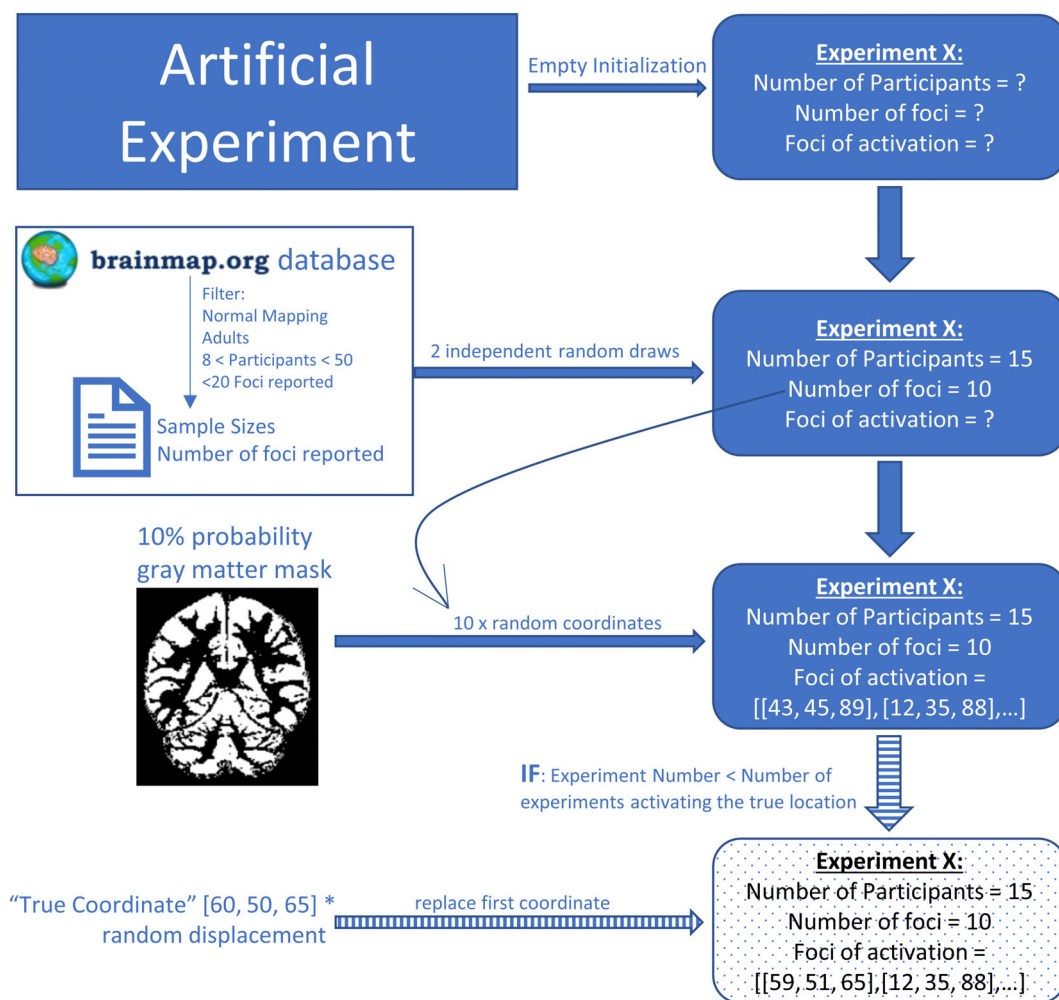 Artificial
Experiment
Empty Initialization
Experiment X:
Number of Participants = ?
Number of foci = ?
Foci of activation = ?
brainmap.org database
Filter:
Normal Mapping
Adults
8 < Participants < 50
<20 Foci reported
Sample Sizes
Number of foci reported
2 independent random draws
Experiment X:
Number of Participants = 15
Number of foci = 10
Foci of activation = ?
10% probability
gray matter mask
10 x random coordinates
Experiment X:
Number of Participants = 15
Number of foci = 10
Foci of activation =
[[43, 45, 89], [12, 35, 88],...]
IF: Experiment Number < Number of
experiments activating the true location
"True Coordinate" [60, 50, 65] *
random displacement
replace first coordinate
Experiment X:
Number of Participants = 15
Number of foci = 10
Foci of activation =
[[59, 51, 65],[12, 35, 88],...]